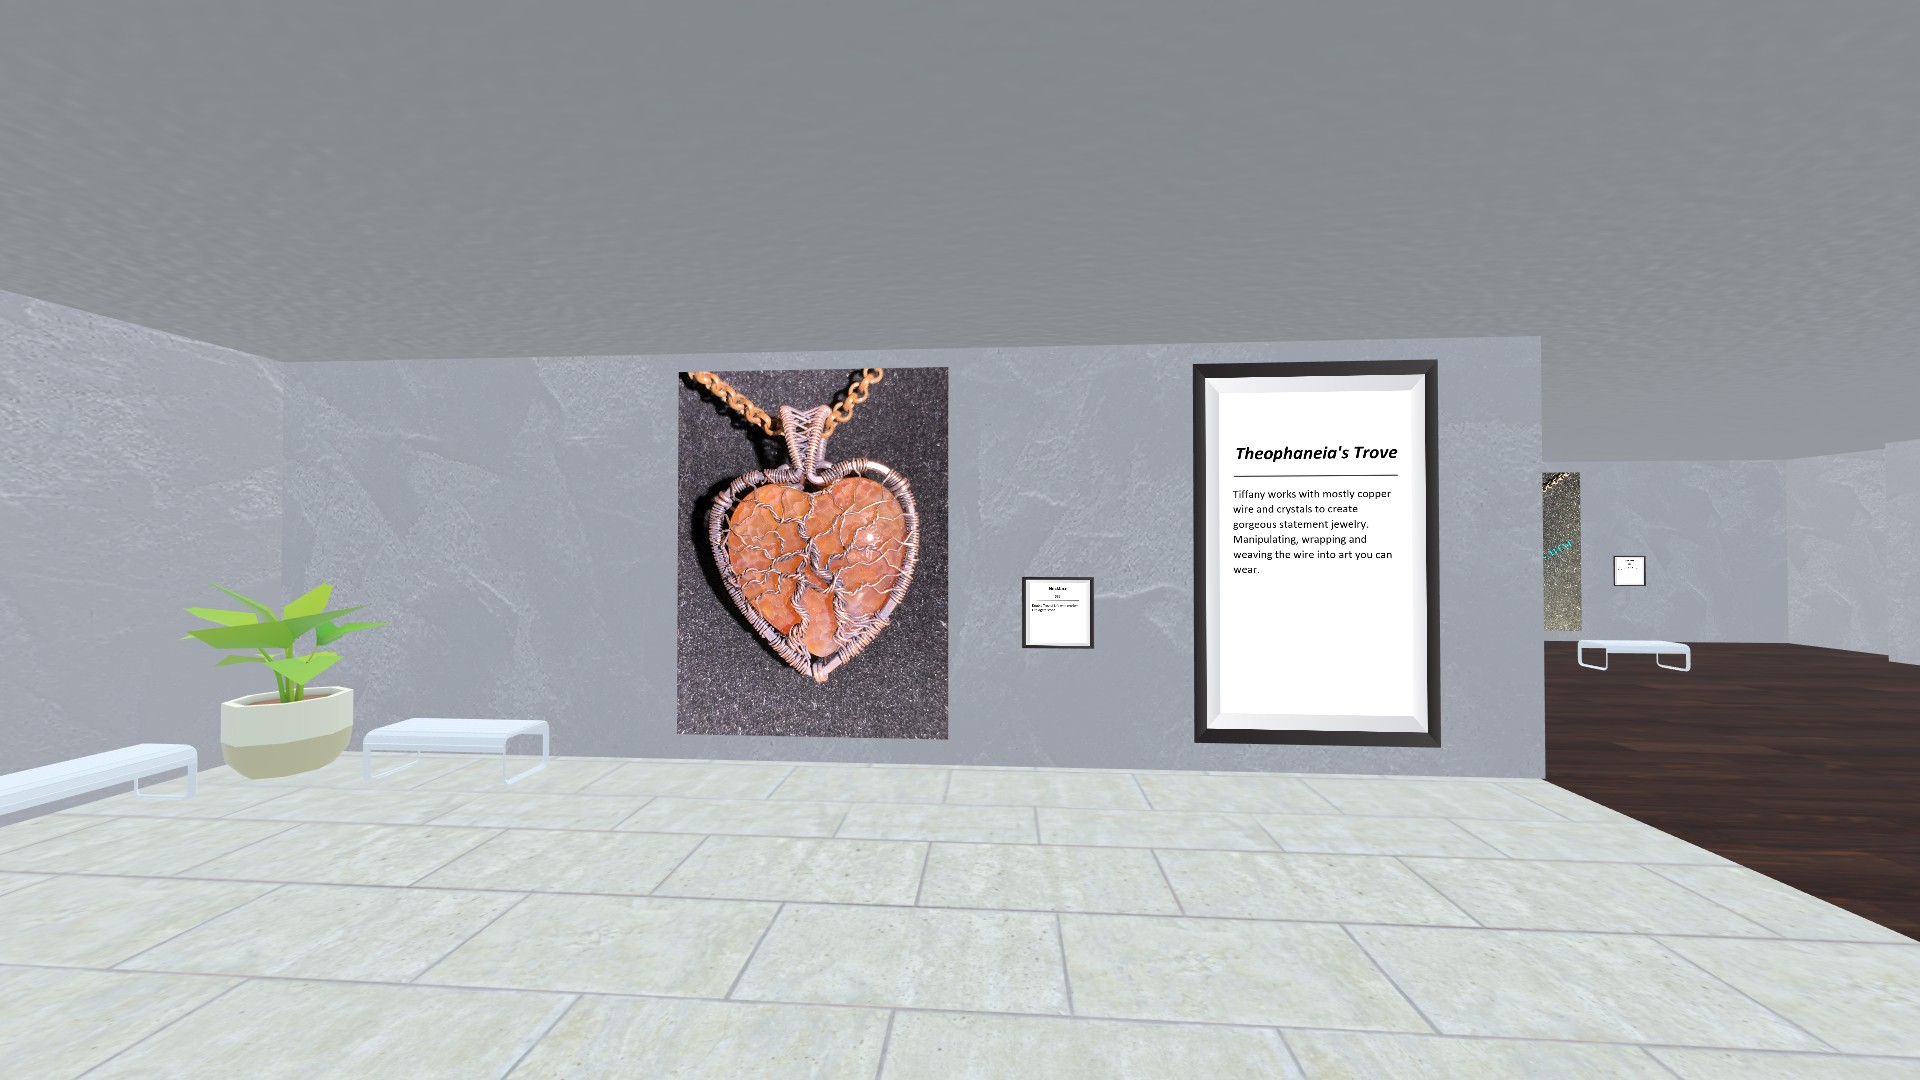 Theophaneia's Trove
Tiffany works with mostly copper
wire and crystals to create
gorgeous statement jewelry.
Manipulating, wrapping and
weaving the wire into art you can
wear.
Necklace